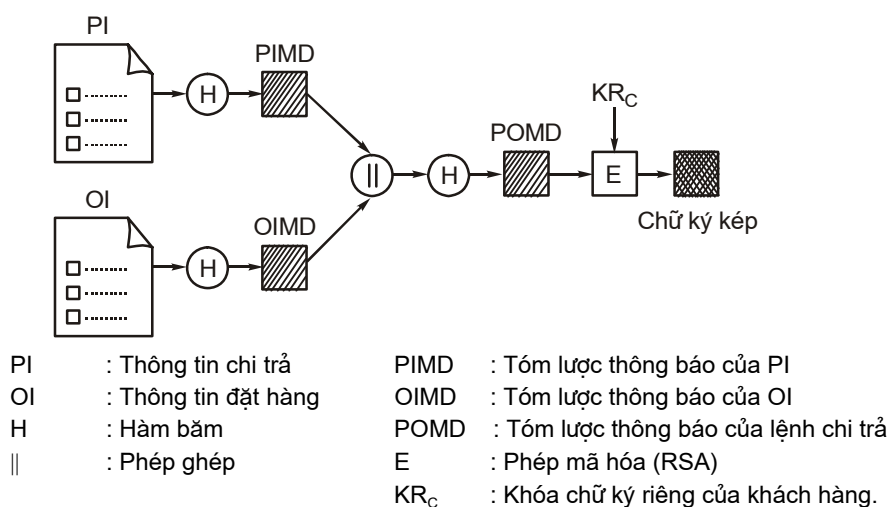 PI
PIMD
H
KR_C
POMD
||
H
E
Chữ ký kép
OI
OIMD
H
PI : Thông tin chi trả
OI : Thông tin đặt hàng
H : Hàm băm
|| : Phép ghép
PIMD : Tóm lược thông báo của PI
OIMD : Tóm lược thông báo của OI
POMD : Tóm lược thông báo của lệnh chi trả
E : Phép mã hóa (RSA)
KR_C : Khóa chữ ký riêng của khách hàng.